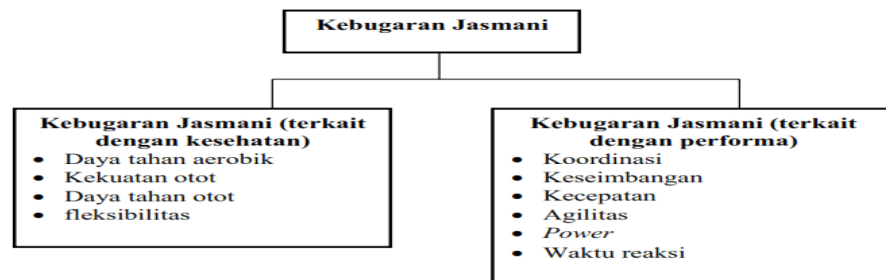 Kebugaran Jasmani
Kebugaran Jasmani (terkait
dengan kesehatan)
• Daya tahan aerobik
• Kekuatan otot
• Daya tahan otot
• fleksibilitas
Kebugaran Jasmani (terkait
dengan performa)
• Koordinasi
• Keseimbangan
• Kecepatan
• Agilitas
• Power
• Waktu reaksi